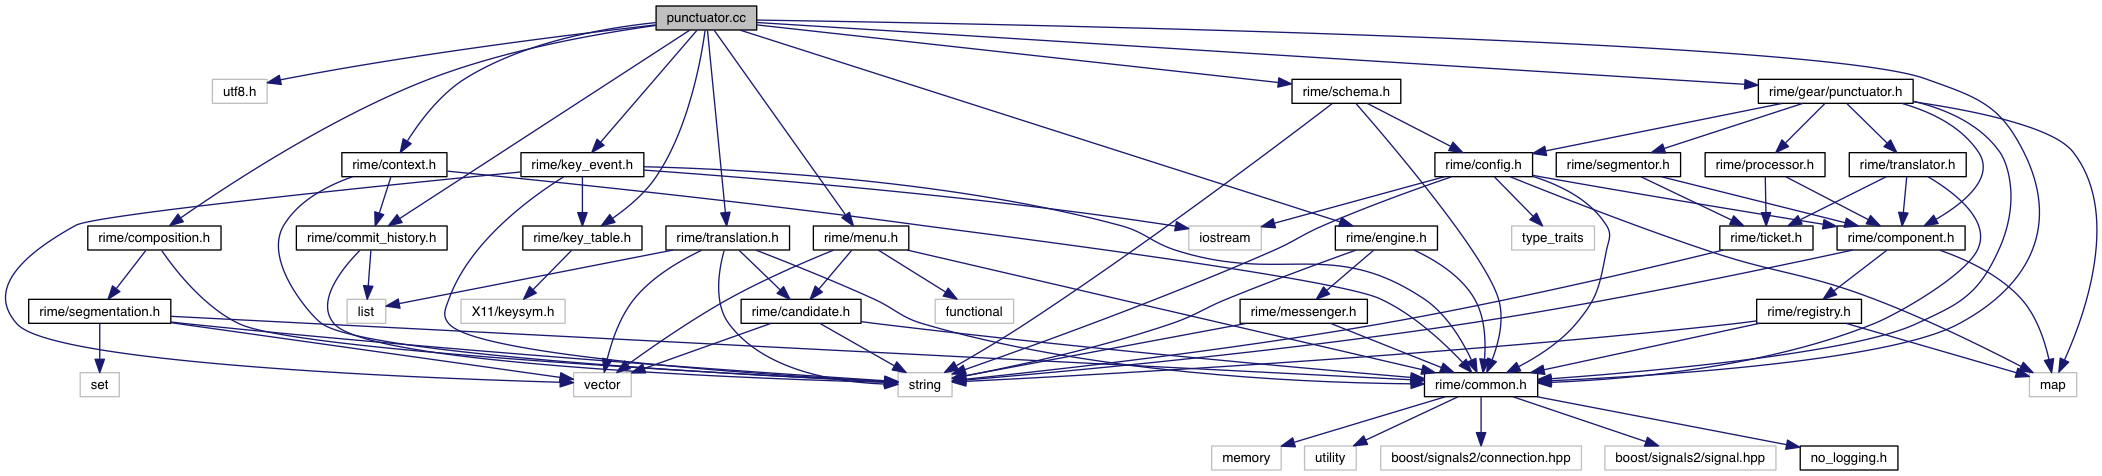 punctuator.cc
utf8.h
rime/schema.h
rime/gear/punctuator.h
rime/context.h
rime/key_event.h
rime/config.h
rime/segmentor.h
rime/processor.h
rime/translator.h
rime/composition.h
rime/commit_history.h
rime/key_table.h
rime/translation.h
rime/menu.h
iostream
rime/engine.h
type_traits
rime/ticket.h
rime/component.h
rime/segmentation.h
list
X11/keysym.h
rime/candidate.h
functional
rime/messenger.h
rime/registry.h
set
vector
string
rime/common.h
map
memory
utility
boost/signals2/connection.hpp
boost/signals2/signal.hpp
no_logging.h